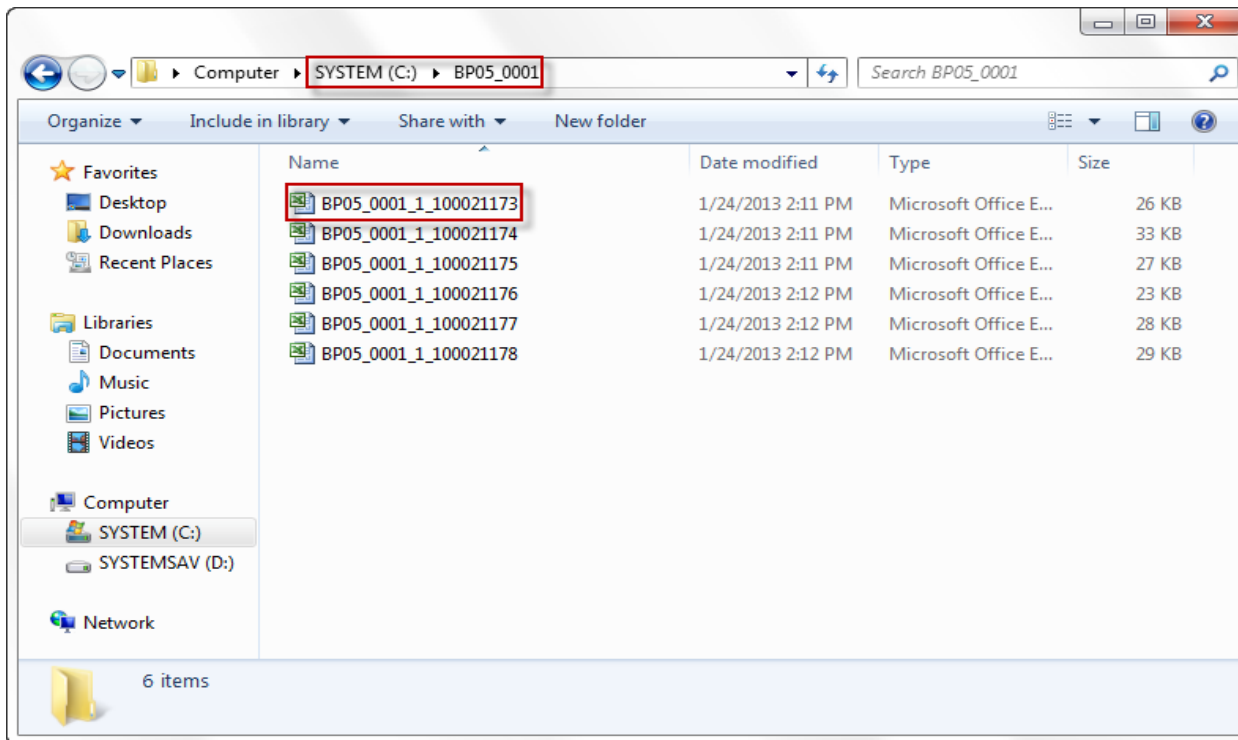 Computer SYSTEM (C:) BP05_0001 Search BP05_0001
Organize Include in library Share with New folder
Favorites
Desktop
Downloads
Recent Places
Libraries
Documents
Music
Pictures
Videos
Computer
SYSTEM (C:)
SYSTEMSAV (D:)
Network
Name Date modified Type Size
BP05_0001_1_100021173 1/24/2013 2:11 PM Microsoft Office E... 26 KB
BP05_0001_1_100021174 1/24/2013 2:11 PM Microsoft Office E... 33 KB
BP05_0001_1_100021175 1/24/2013 2:11 PM Microsoft Office E... 27 KB
BP05_0001_1_100021176 1/24/2013 2:12 PM Microsoft Office E... 23 KB
BP05_0001_1_100021177 1/24/2013 2:12 PM Microsoft Office E... 28 KB
BP05_0001_1_100021178 1/24/2013 2:12 PM Microsoft Office E... 29 KB
6 items